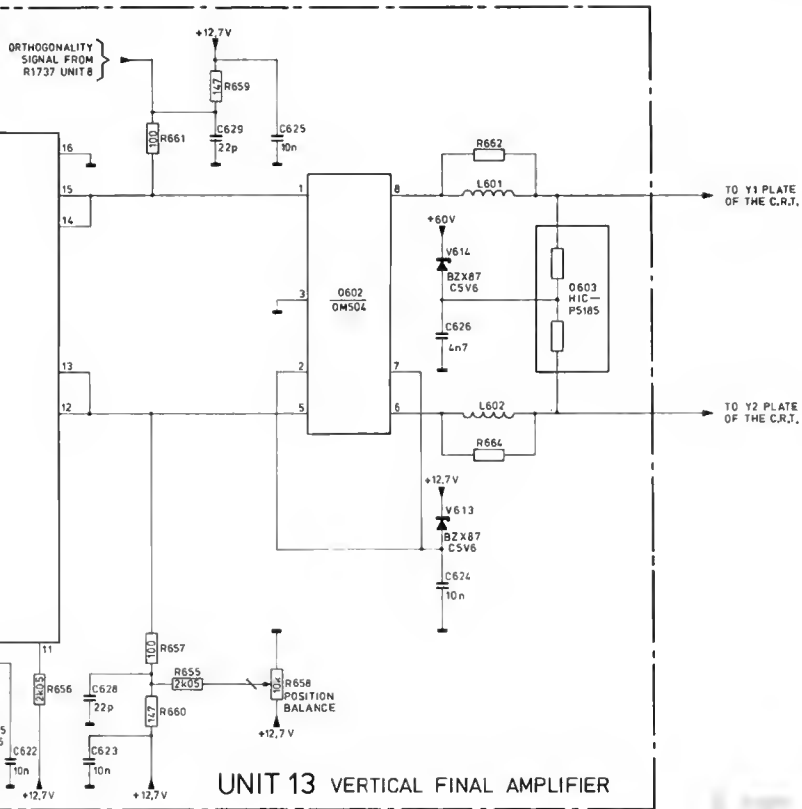 +12,7V
ORTHOGONALITY
SIGNAL FROM
R1737 UNIT 8
147
R659
100
R661
C629
22p
C625
10n
16
15
14
1
8
R662
L601
TO Y1 PLATE
OF THE C.R.T.
+60V
V614
BZX87
C5V6
3
O602
OM504
O603
HIC—
P5185
C626
4n7
13
2
7
12
5
6
L602
TO Y2 PLATE
OF THE C.R.T.
R664
+12,7V
V613
BZX87
C5V6
C624
10n
11
100
R657
R655
2k05
10k
R658
POSITION
BALANCE
2k05
R656
C628
22p
147
R660
+12,7V
C622
10n
C623
10n
+12,7V
+12,7V
UNIT 13 VERTICAL FINAL AMPLIFIER